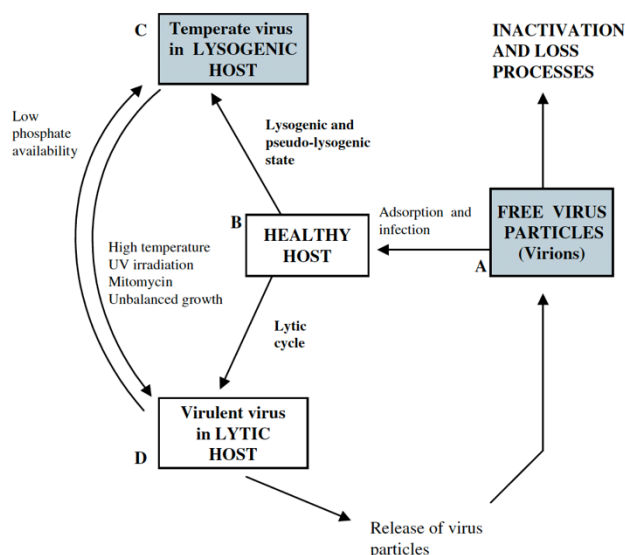 C
Temperate virus
in LYSOGENIC
HOST
INACTIVATION
AND LOSS
PROCESSES
Low
phosphate
availability
Lysogenic and
pseudo-lysogenic
state
Adsorption and
infection
FREE VIRUS
PARTICLES
(Virions)
A
B
HEALTHY
HOST
High temperature
UV irradiation
Mitomycin
Unbalanced growth
Lytic
cycle
Virulent virus
in LYTIC
HOST
D
Release of virus
particles